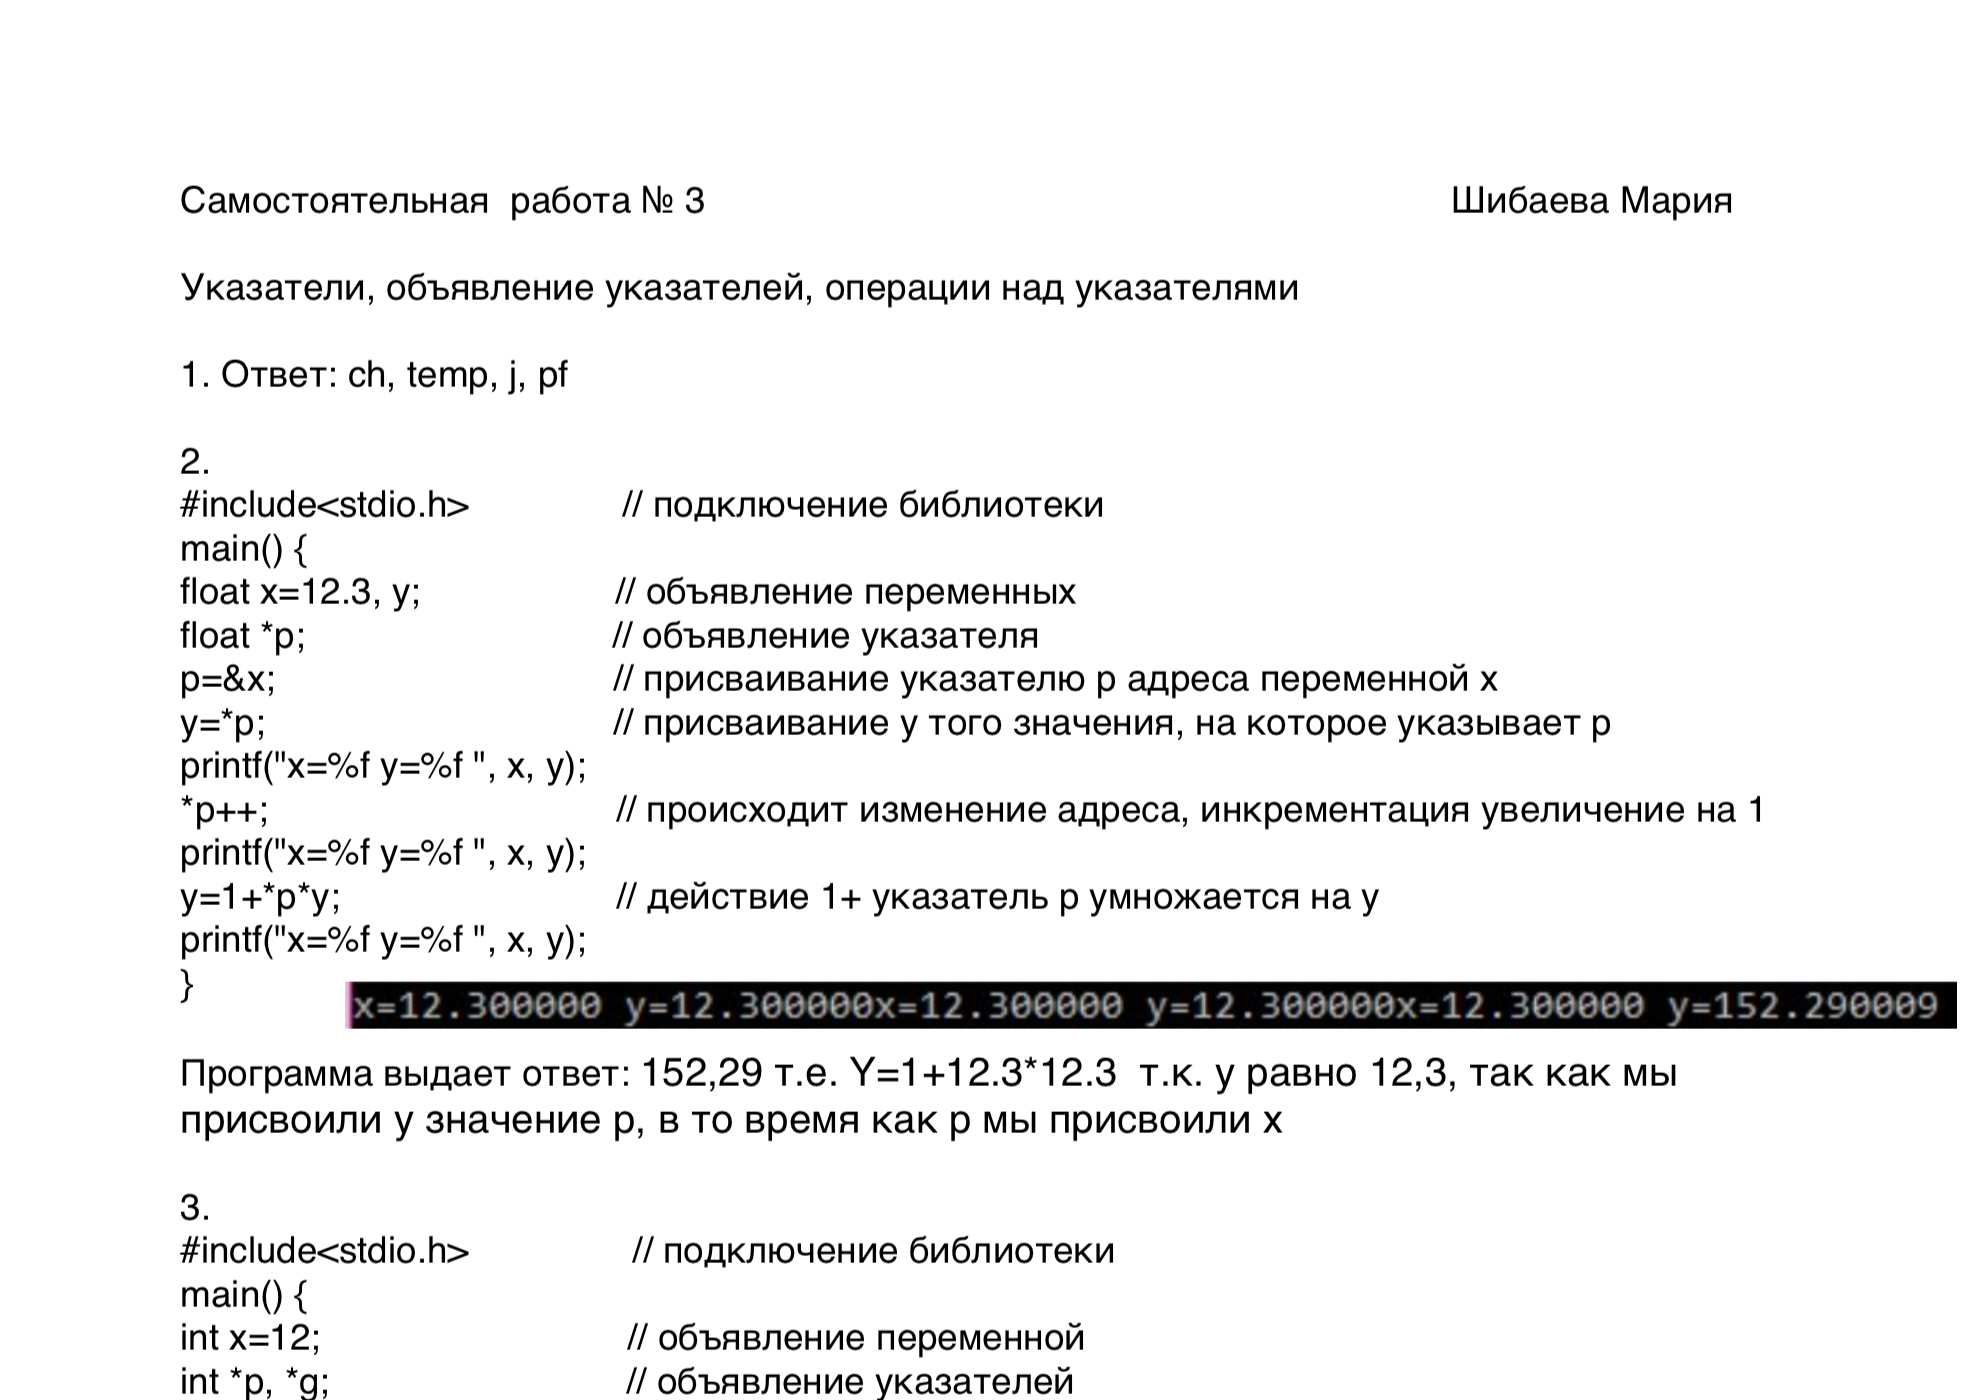 Самостоятельная  работа № 3 Шибаева Мария
Указатели, объявление указателей, операции над указателями
1. Ответ: ch, temp, j, pf
2.
#include<stdio.h> // подключение библиотеки
main() {
float x=12.3, y; // объявление переменных
float *p; // объявление указателя
p=&x; // присваивание указателю р адреса переменной х
y=*p; // присваивание у того значения, на которое указывает р
printf("x=%f y=%f ", x, y);
*p++; // происходит изменение адреса, инкрементация увеличение на 1
printf("x=%f y=%f ", x, y);
y=1+*p*y; // действие 1+ указатель р умножается на у
printf("x=%f y=%f ", x, y);
}
x=12.300000 y=12.300000x=12.300000 y=12.300000x=12.300000 y=152.290009
Программа выдает ответ: 152,29 т.е. Y=1+12.3*12.3  т.к. у равно 12,3, так как мы
присвоили у значение р, в то время как р мы присвоили х
3.
#include<stdio.h> // подключение библиотеки
main() {
int x=12; // объявление переменной
int *p, *g; // объявление указателей